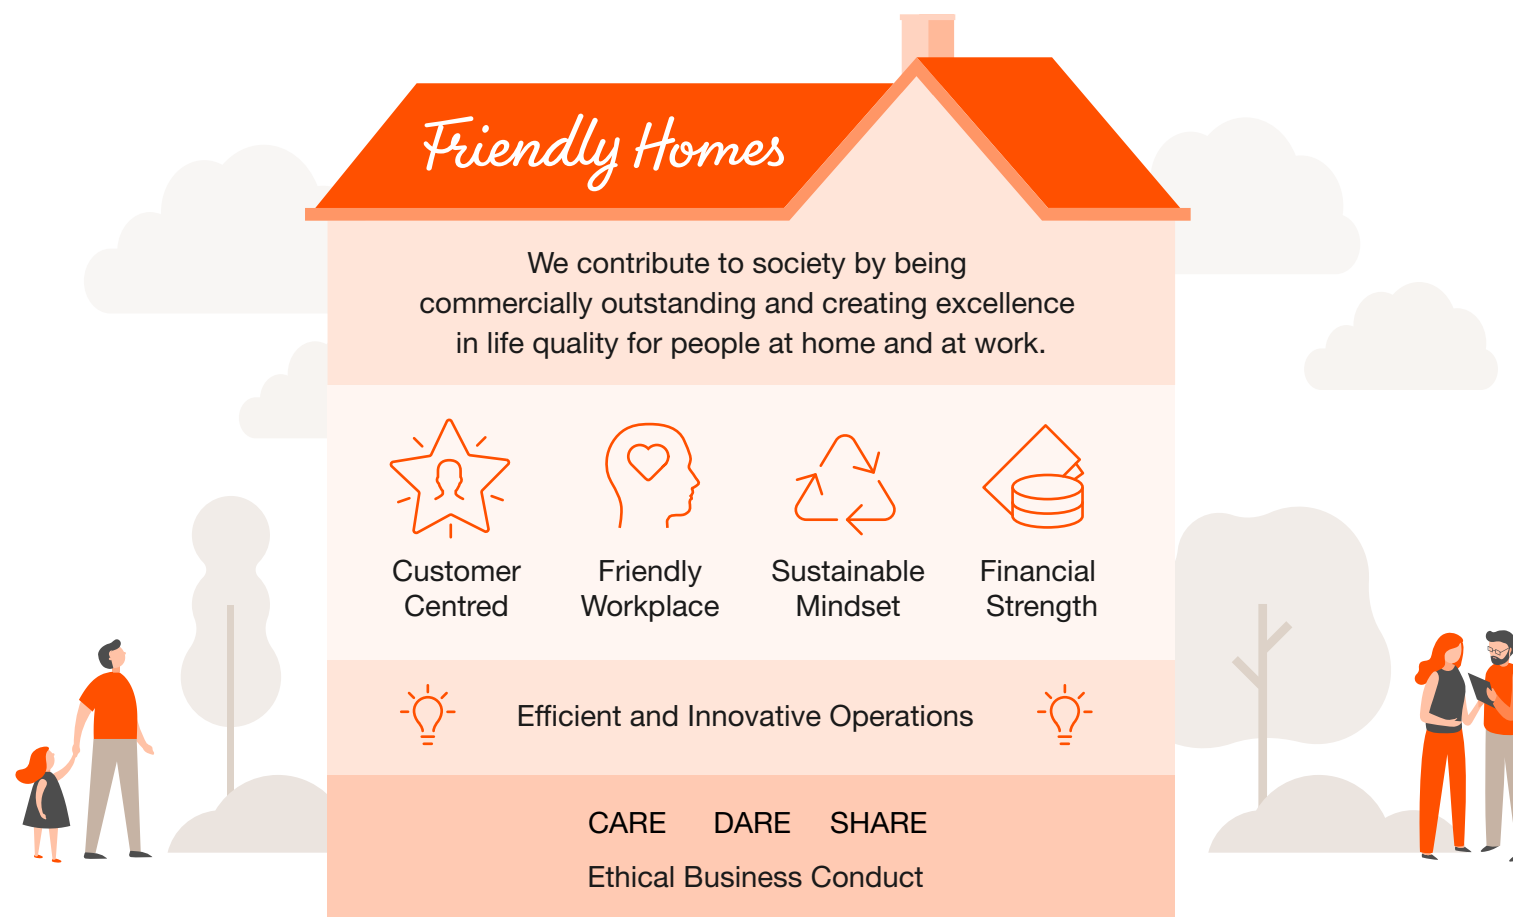 Friendly Homes
We contribute to society by being
commercially outstanding and creating excellence
in life quality for people at home and at work.
Customer
Centred
Friendly
Workplace
Sustainable
Mindset
Financial
Strength
Efficient and Innovative Operations
CARE DARE SHARE
Ethical Business Conduct